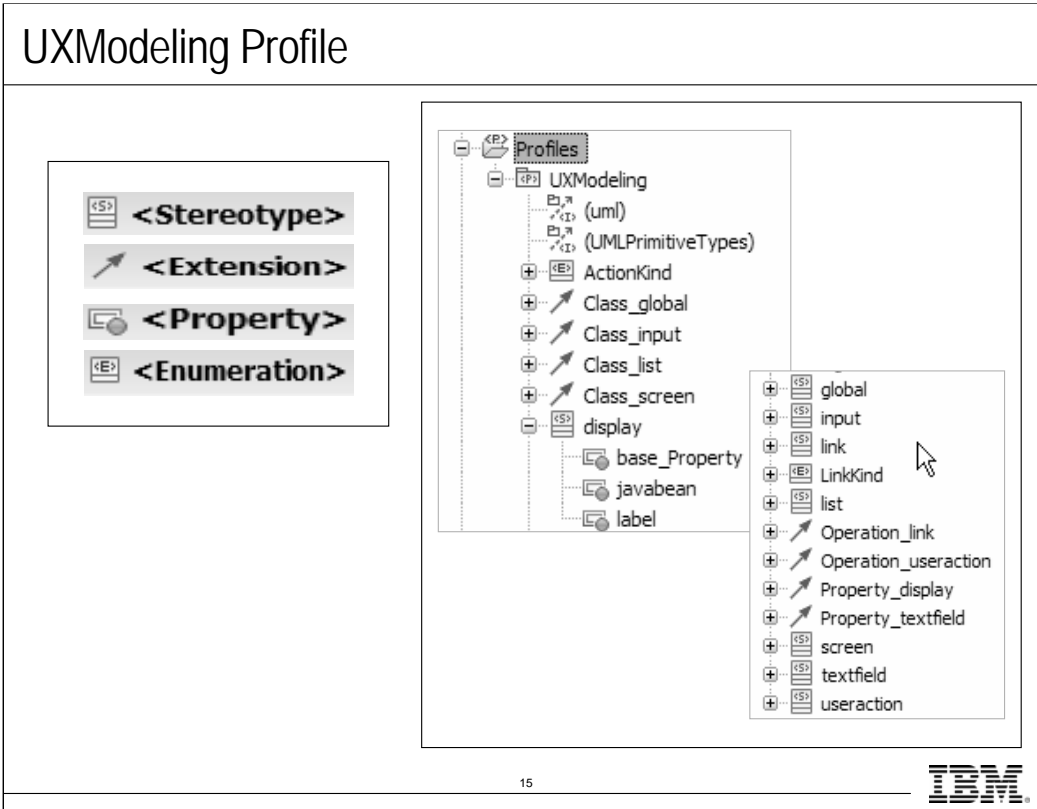 UXModeling Profile
<S> <Stereotype>
<Extension>
<Property>
<E> <Enumeration>
<P> Profiles
<P> UXModeling
<I> (uml)
<I> (UMLPrimitiveTypes)
<E> ActionKind
Class_global
Class_input
Class_list
Class_screen
<S> display
base_Property
javabean
label
<S> global
<S> input
<S> link
<E> LinkKind
<S> list
Operation_link
Operation_useraction
Property_display
Property_textfield
<S> screen
<S> textfield
<S> useraction
15
IBM®